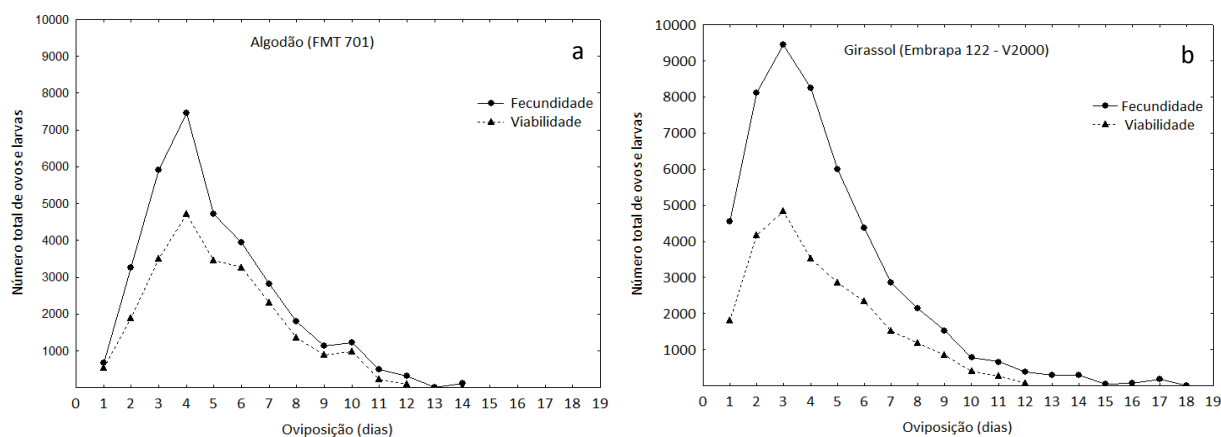 Algodão (FMT 701)
a
Fecundidade
Viabilidade
Número total de ovos e larvas
10000
9000
8000
7000
6000
5000
4000
3000
2000
1000
0 1 2 3 4 5 6 7 8 9 10 11 12 13 14 15 16 17 18 19
Oviposição (dias)
Girassol (Embrapa 122 - V2000)
b
Fecundidade
Viabilidade
Número total de ovos e larvas
10000
9000
8000
7000
6000
5000
4000
3000
2000
1000
0 1 2 3 4 5 6 7 8 9 10 11 12 13 14 15 16 17 18 19
Oviposição (dias)